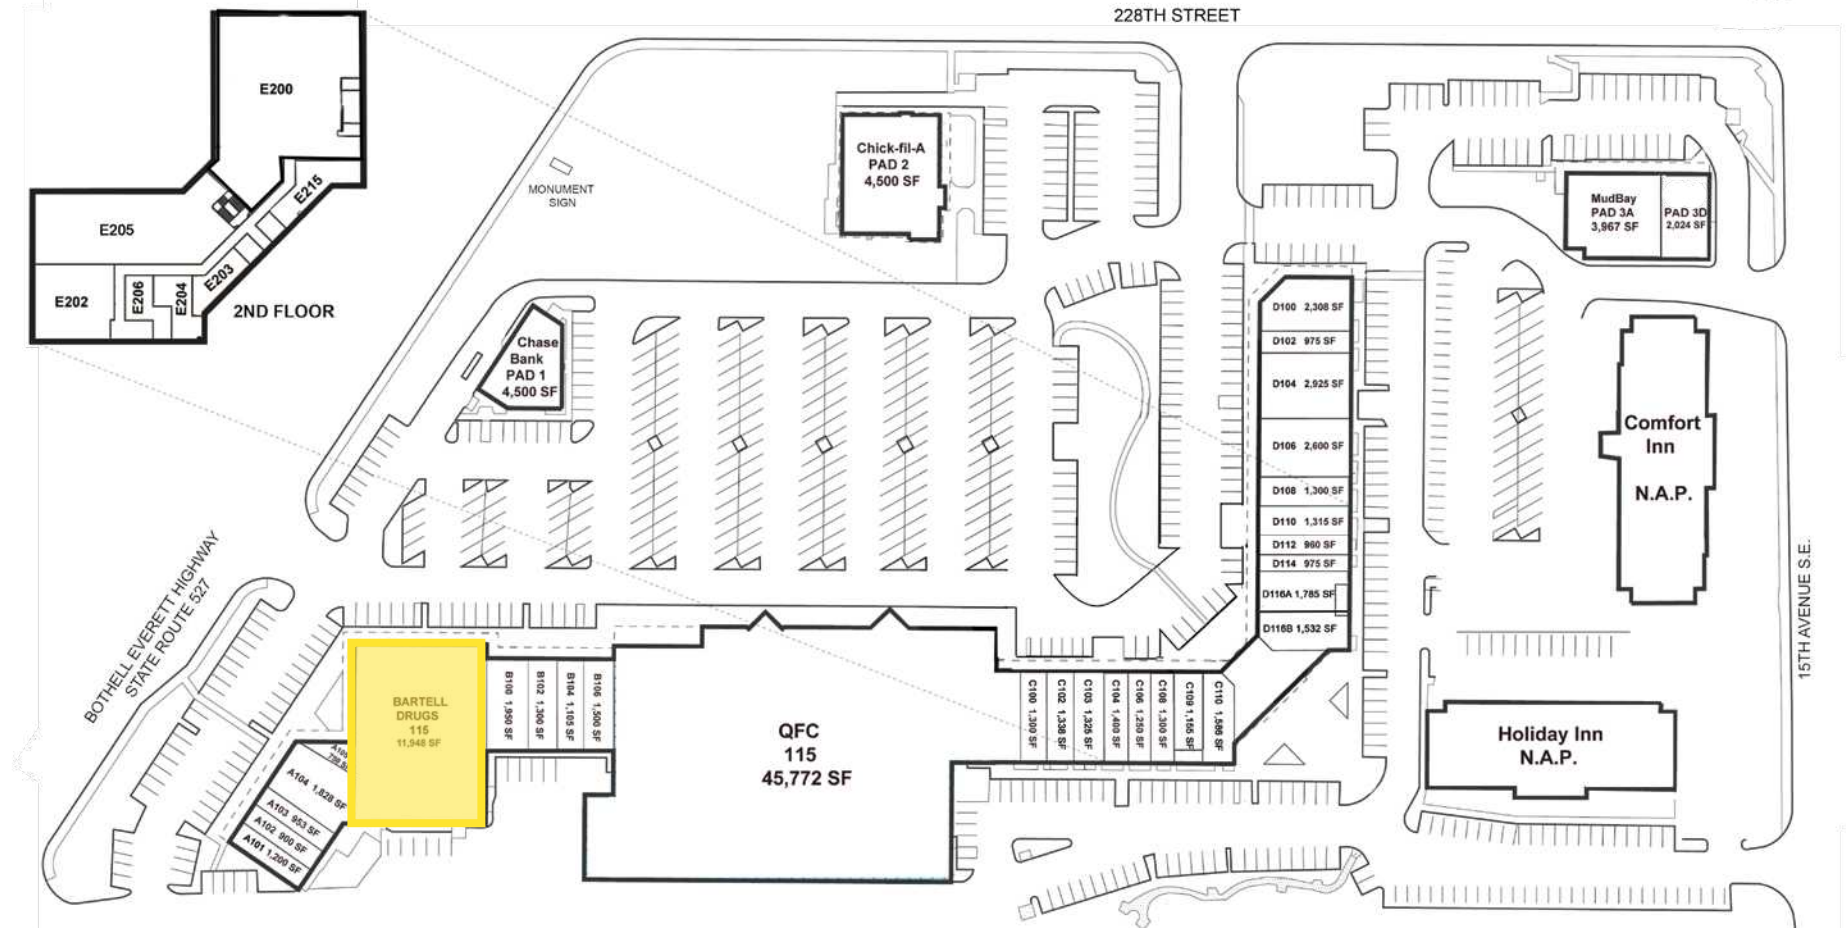 228TH STREET
E200
E215
E205
E203
E202
E206
E204
2ND FLOOR
MONUMENT
SIGN
Chick-fil-A
PAD 2
4,500 SF
MudBay
PAD 3A
3,967 SF
PAD 3D
2,024 SF
Chase
Bank
PAD 1
4,500 SF
D100 2,308 SF
D102 975 SF
D104 2,925 SF
D106 2,600 SF
D108 1,300 SF
D110 1,315 SF
D112 960 SF
D114 975 SF
D116A 1,785 SF
D116B 1,532 SF
Comfort
Inn
N.A.P.
BOTHELL EVERETT HIGHWAY
STATE ROUTE 527
15TH AVENUE S.E.
BARTELL
DRUGS
115
11,948 SF
A104 1,828 SF
A103 953 SF
A102 900 SF
A101 1,200 SF
B100 1,950 SF
B102 1,300 SF
B104 1,105 SF
B106 1,500 SF
QFC
115
45,772 SF
C100 1,300 SF
C102 1,338 SF
C103 1,325 SF
C104 1,400 SF
C106 1,250 SF
C108 1,300 SF
C109 1,155 SF
C110 1,586 SF
Holiday Inn
N.A.P.